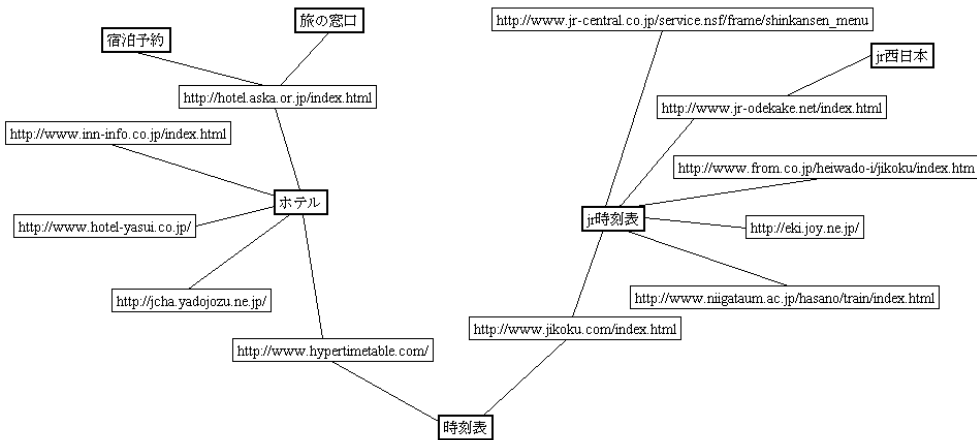 旅の窓口
http://www.jr-central.co.jp/service.nsf/frame/shinkansen_menu
宿泊予約
jr西日本
http://hotel.aska.or.jp/index.html
http://www.jr-odekake.net/index.html
http://www.inn-info.co.jp/index.html
http://www.from.co.jp/heiwado-i/jikoku/index.htm
ホテル
jr時刻表
http://www.hotel-yasui.co.jp/
http://eki.joy.ne.jp/
http://jcha.yadojozu.ne.jp/
http://www.niigataum.ac.jp/hasano/train/index.html
http://www.jikoku.com/index.html
http://www.hypertimetable.com/
時刻表